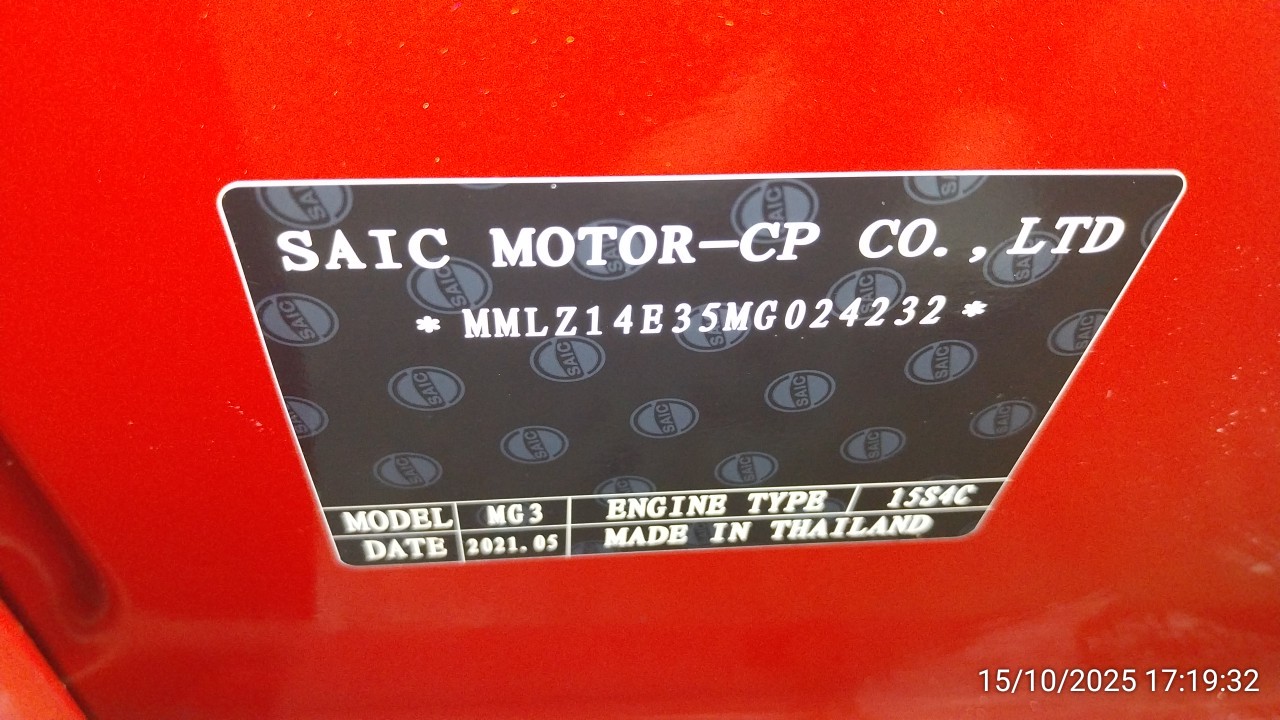 SAIC MOTOR-CP CO.,LTD
* MMLZ14E35MG024232 *
MODEL MG3 ENGINE TYPE 15S4C
DATE 2021.05 MADE IN THAILAND
15/10/2025 17:19:32